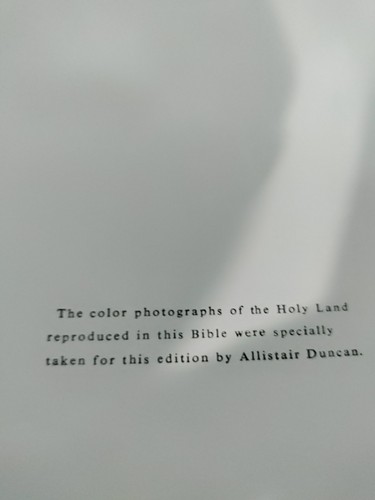 The color photographs of the Holy Land
reproduced in this Bible were specially
taken for this edition by Allistair Duncan.